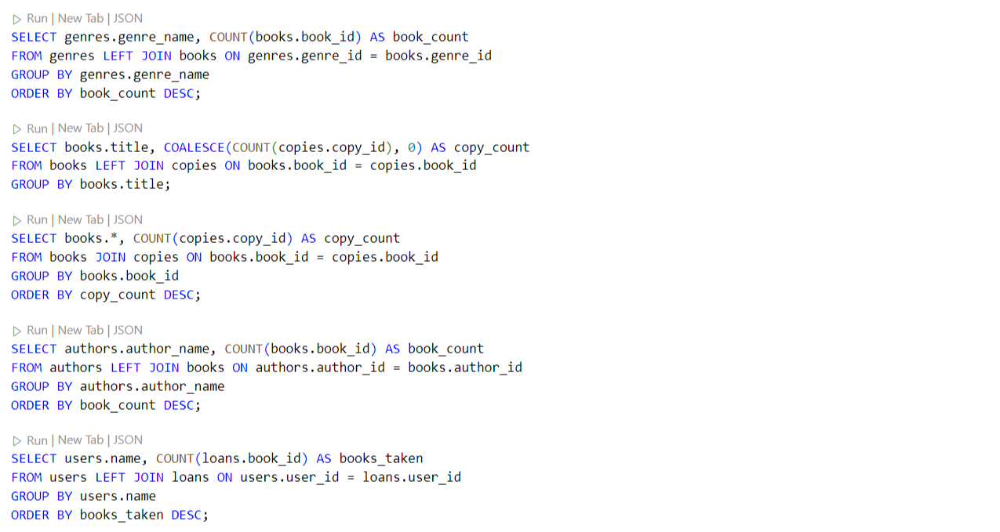 ▷ Run | New Tab | JSON
SELECT genres.genre_name, COUNT(books.book_id) AS book_count
FROM genres LEFT JOIN books ON genres.genre_id = books.genre_id
GROUP BY genres.genre_name
ORDER BY book_count DESC;
▷ Run | New Tab | JSON
SELECT books.title, COALESCE(COUNT(copies.copy_id), 0) AS copy_count
FROM books LEFT JOIN copies ON books.book_id = copies.book_id
GROUP BY books.title;
▷ Run | New Tab | JSON
SELECT books.*, COUNT(copies.copy_id) AS copy_count
FROM books JOIN copies ON books.book_id = copies.book_id
GROUP BY books.book_id
ORDER BY copy_count DESC;
▷ Run | New Tab | JSON
SELECT authors.author_name, COUNT(books.book_id) AS book_count
FROM authors LEFT JOIN books ON authors.author_id = books.author_id
GROUP BY authors.author_name
ORDER BY book_count DESC;
▷ Run | New Tab | JSON
SELECT users.name, COUNT(loans.book_id) AS books_taken
FROM users LEFT JOIN loans ON users.user_id = loans.user_id
GROUP BY users.name
ORDER BY books_taken DESC;